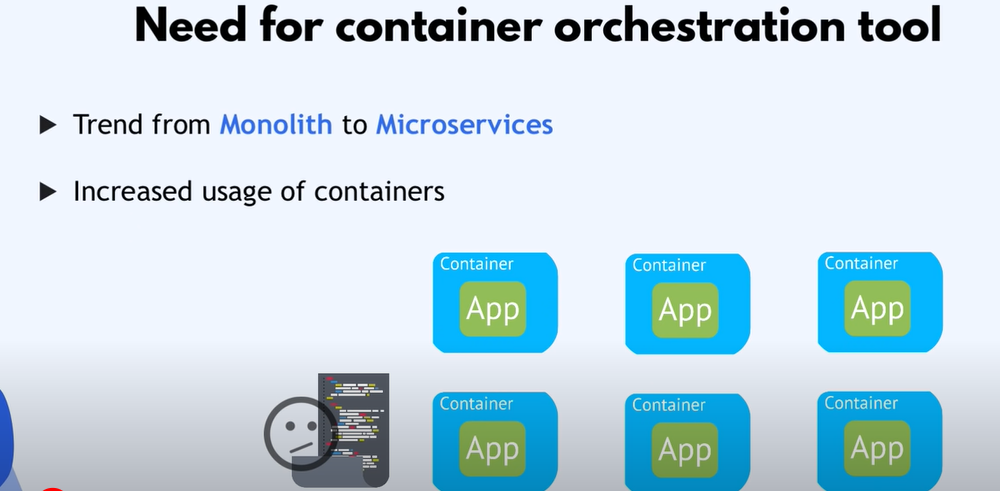 Need for container orchestration tool
Trend from Monolith to Microservices
Increased usage of containers
Container
App
Container
App
Container
App
Container
App
Container
App
Container
App